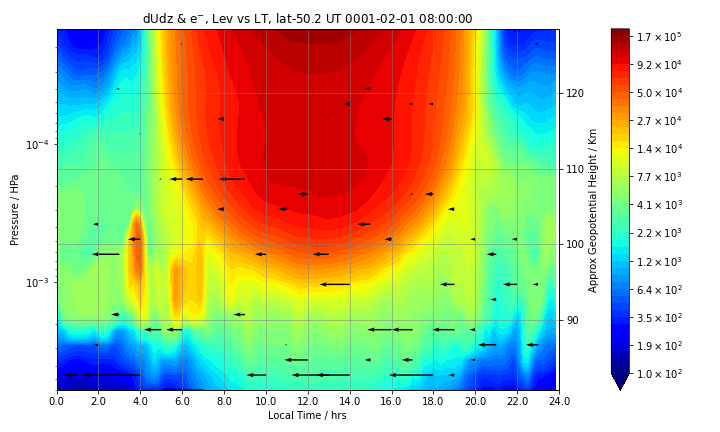 dUdz & e⁻, Lev vs LT, lat-50.2 UT 0001-02-01 08:00:00
Pressure / HPa
10⁻⁴
10⁻³
0.0 2.0 4.0 6.0 8.0 10.0 12.0 14.0 16.0 18.0 20.0 22.0 24.0
Local Time / hrs
120
110
100
90
Approx Geopotential Height / Km
1.7 × 10⁵
9.2 × 10⁴
5.0 × 10⁴
2.7 × 10⁴
1.4 × 10⁴
7.7 × 10³
4.1 × 10³
2.2 × 10³
1.2 × 10³
6.4 × 10²
3.5 × 10²
1.9 × 10²
1.0 × 10²